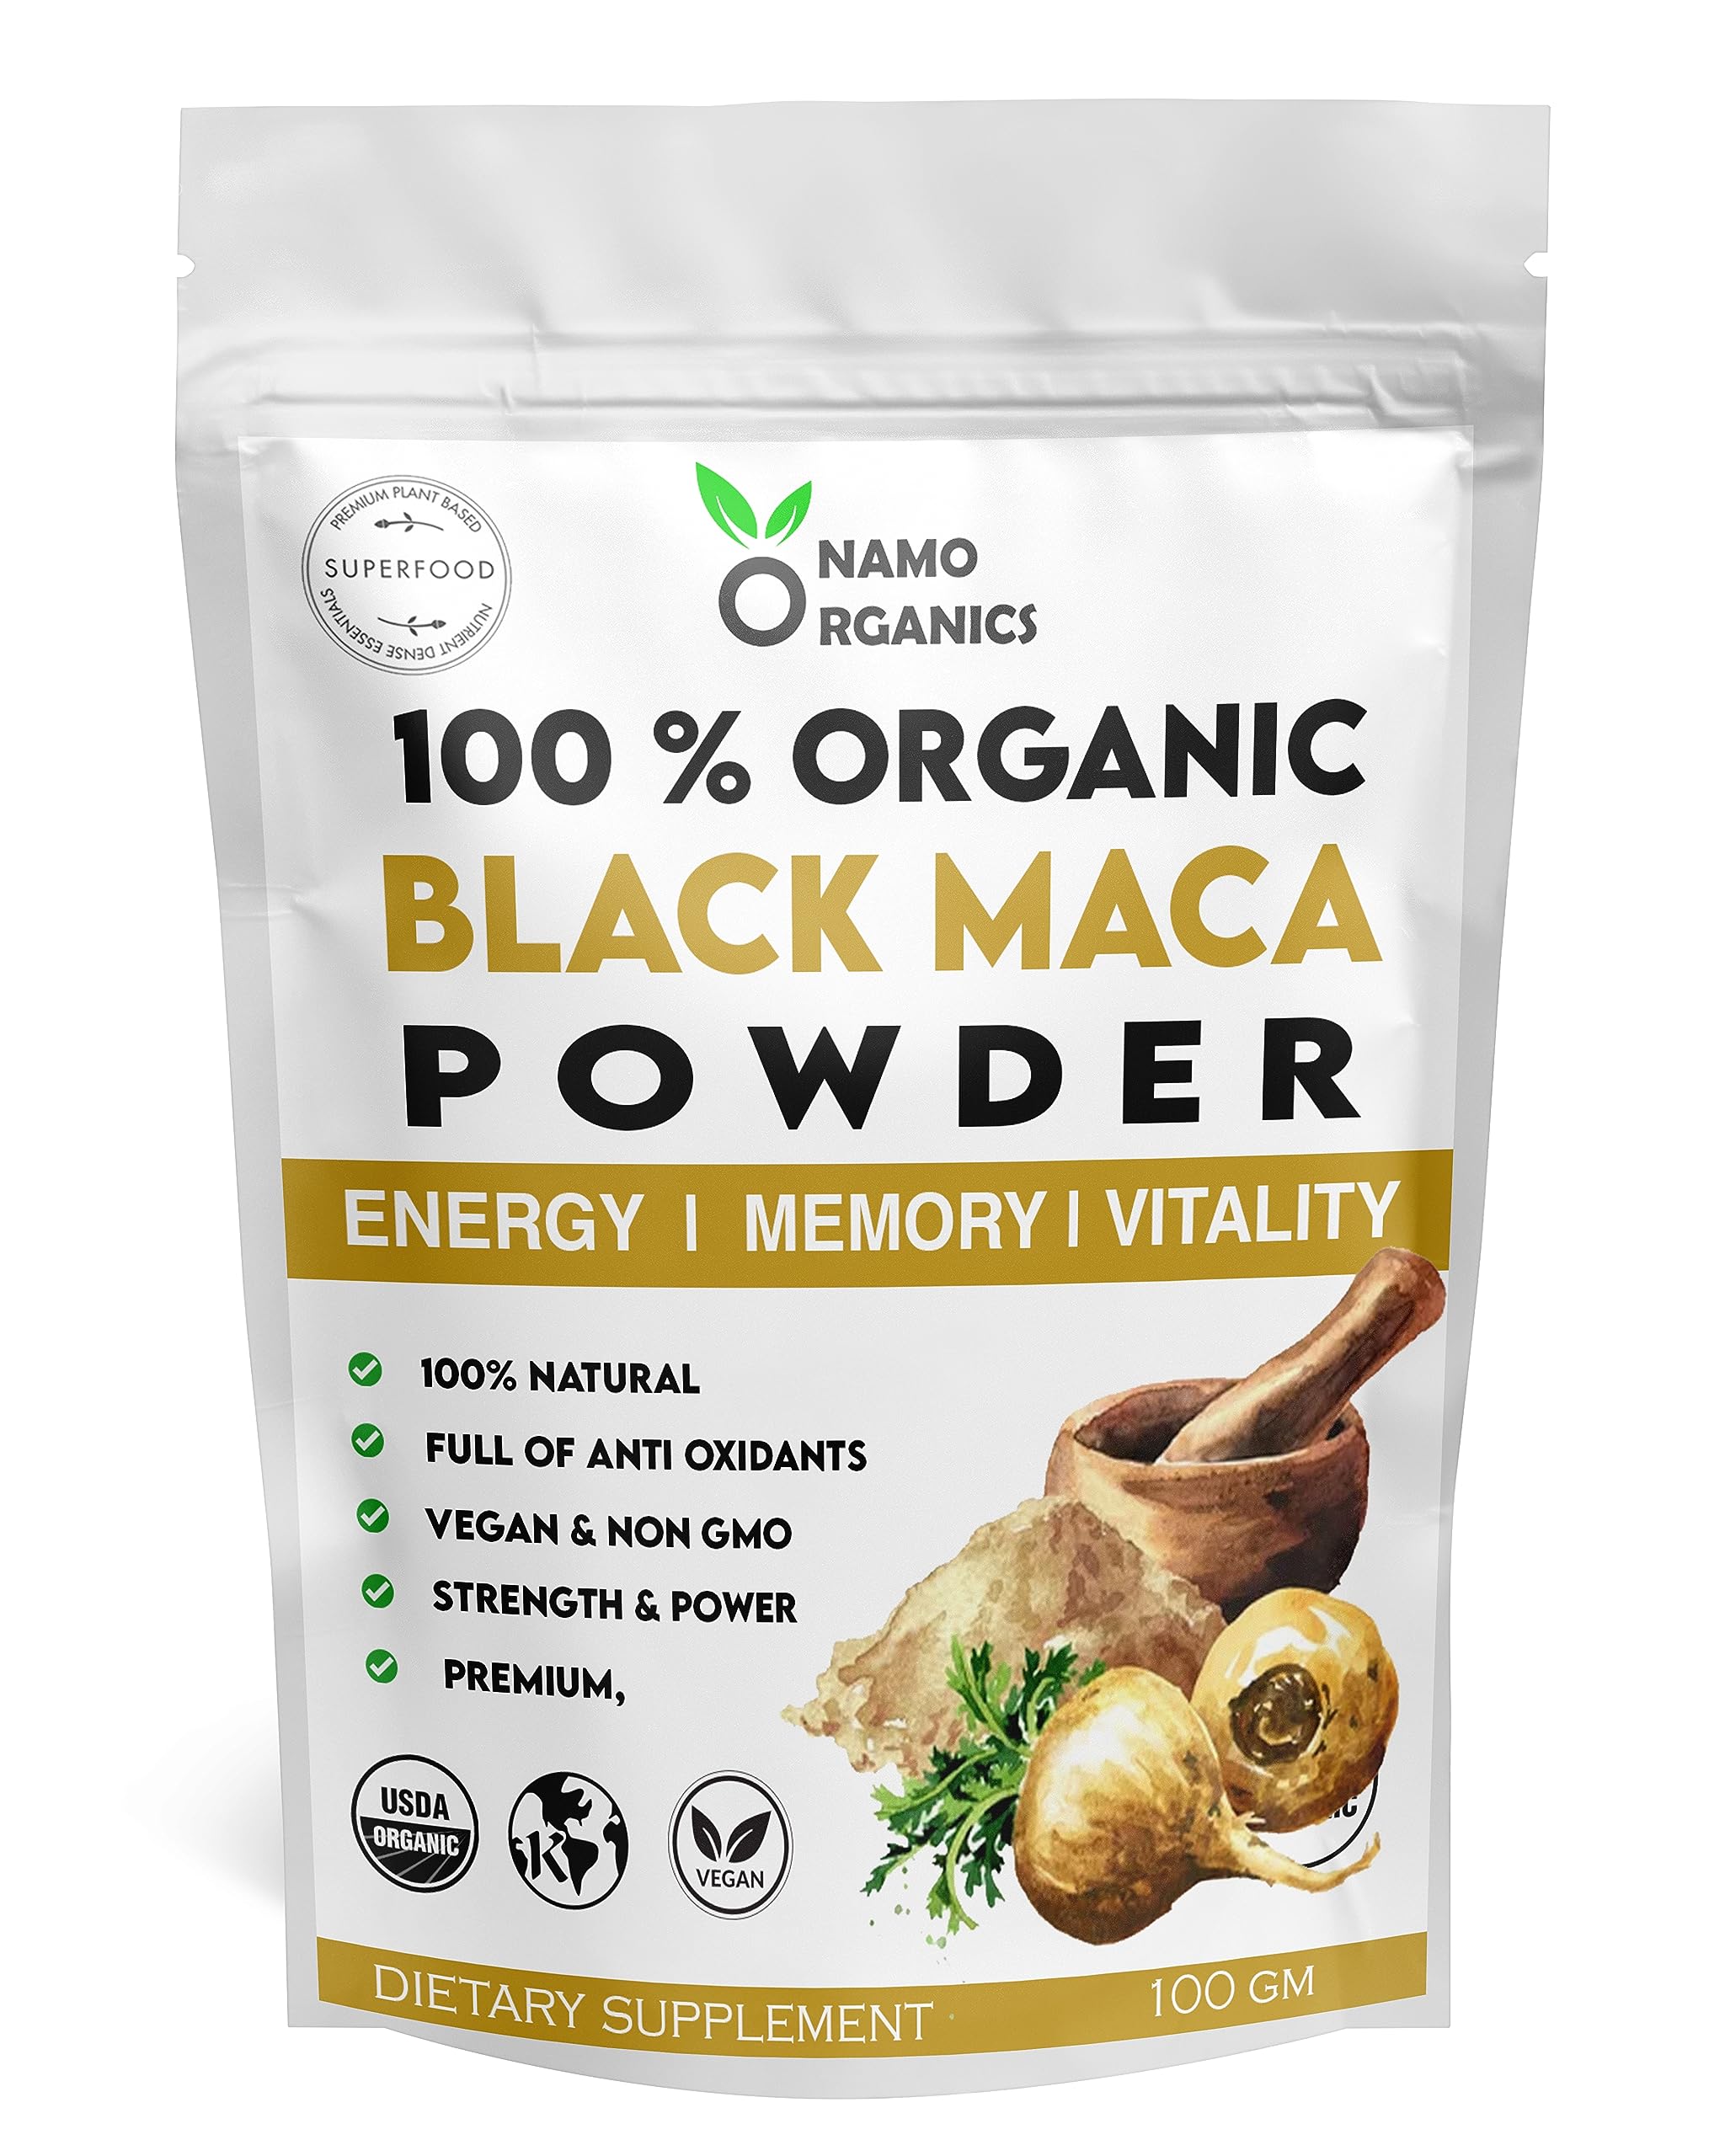 PREMIUM PLANT BASED
SUPERFOOD
NUTRIENT DENSE ESSENTIALS
NAMO
ORGANICS
100 % ORGANIC
BLACK MACA
POWDER
ENERGY | MEMORY | VITALITY
100% NATURAL
FULL OF ANTI OXIDANTS
VEGAN & NON GMO
STRENGTH & POWER
PREMIUM,
USDA
ORGANIC
K
VEGAN
DIETARY SUPPLEMENT
100 GM